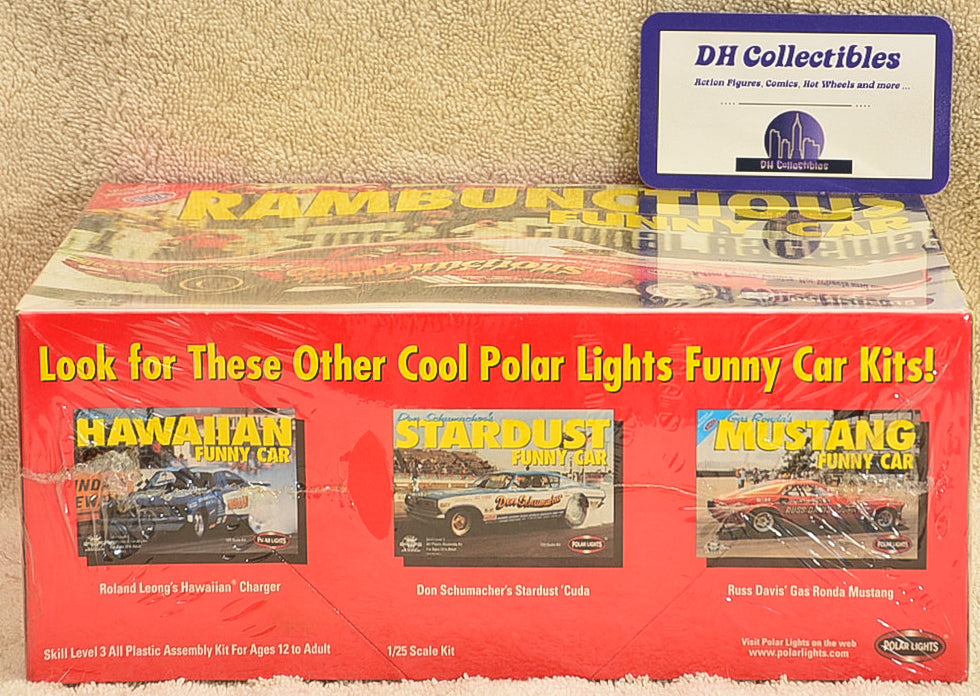 DH Collectibles
Action Figures, Comics, Hot Wheels and more ...
DH Collectibles
RAMBUNCTIOUS
FUNNY CAR
Rambunctious
Look for These Other Cool Polar Lights Funny Car Kits!
HAWAIIAN
FUNNY CAR
POLAR LIGHTS
Don Schumacher's
STARDUST
FUNNY CAR
Don Schumacher
POLAR LIGHTS
Gas Ronda's
MUSTANG
FUNNY CAR
RUSS DAVIS
POLAR LIGHTS
Roland Leong's Hawaiian® Charger
Don Schumacher's Stardust 'Cuda
Russ Davis' Gas Ronda Mustang
Skill Level 3 All Plastic Assembly Kit For Ages 12 to Adult
1/25 Scale Kit
Visit Polar Lights on the web
www.polarlights.com
POLAR LIGHTS